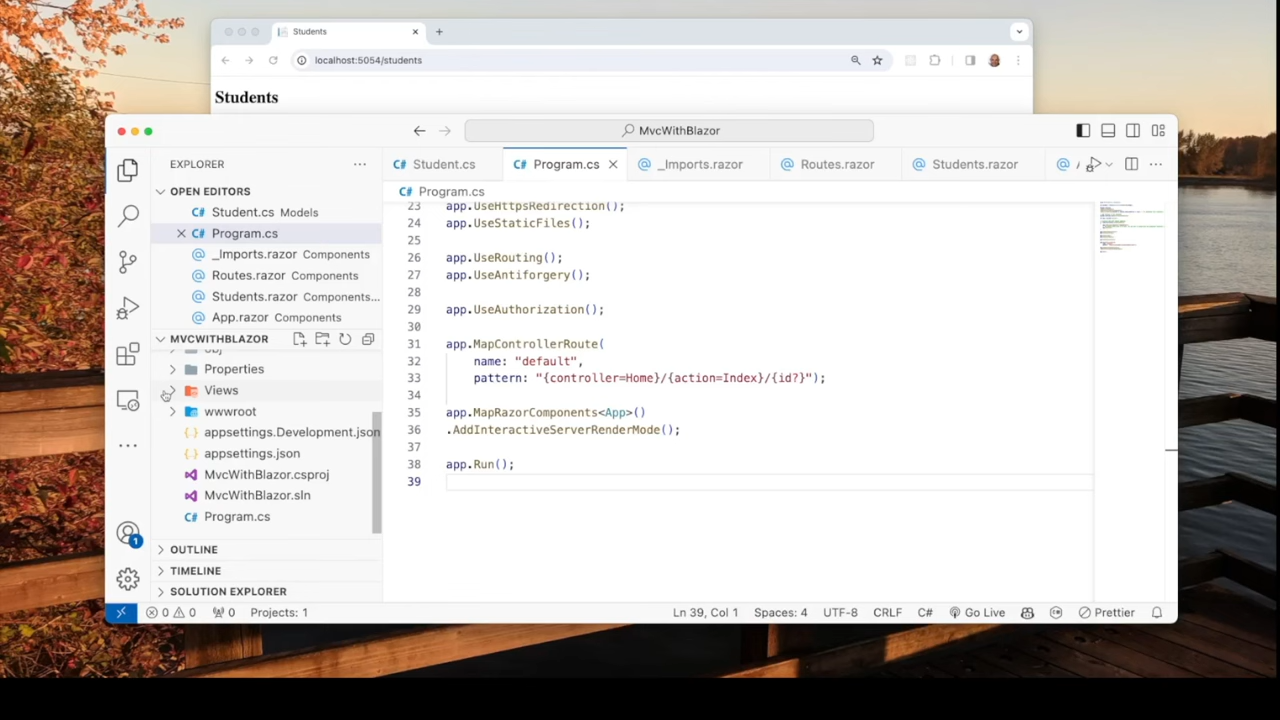 Students
localhost:5054/students
Students
MvcWithBlazor
EXPLORER
Student.cs
Program.cs
_Imports.razor
Routes.razor
Students.razor
OPEN EDITORS
Program.cs
Student.cs Models
Program.cs
_Imports.razor Components
Routes.razor Components
Students.razor Components...
App.razor Components
MVCWITHBLAZOR
obj
Properties
Views
wwwroot
appsettings.Development.json
appsettings.json
MvcWithBlazor.csproj
MvcWithBlazor.sln
Program.cs
OUTLINE
TIMELINE
SOLUTION EXPLORER
23 app.UseHttpsRedirection();
24 app.UseStaticFiles();
25
26 app.UseRouting();
27 app.UseAntiforgery();
28
29 app.UseAuthorization();
30
31 app.MapControllerRoute(
32 name: "default",
33 pattern: "{controller=Home}/{action=Index}/{id?}");
34
35 app.MapRazorComponents<App>()
36 .AddInteractiveServerRenderMode();
37
38 app.Run();
39
1
0 0 0 Projects: 1
Ln 39, Col 1 Spaces: 4 UTF-8 CRLF C# Go Live Prettier